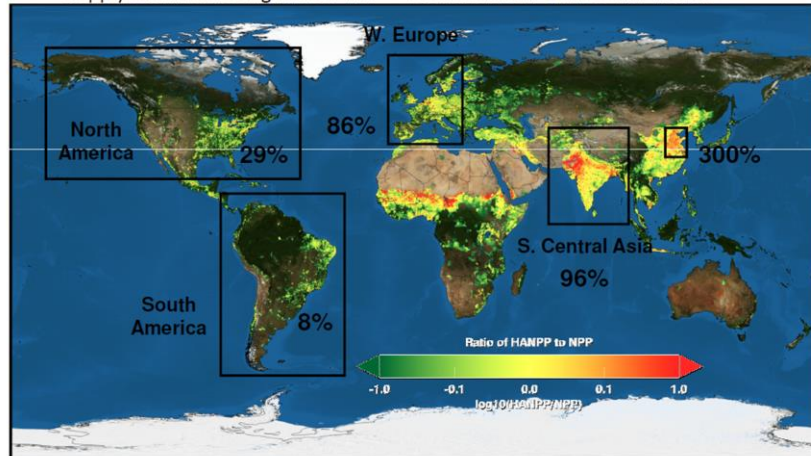 W. Europe
North
America
29%
86%
300%
S. Central Asia
96%
South
America
8%
Ratio of HANPP to NPP
-1.0 -0.1 0.0 0.1 1.0
log10(HANPP/NPP)